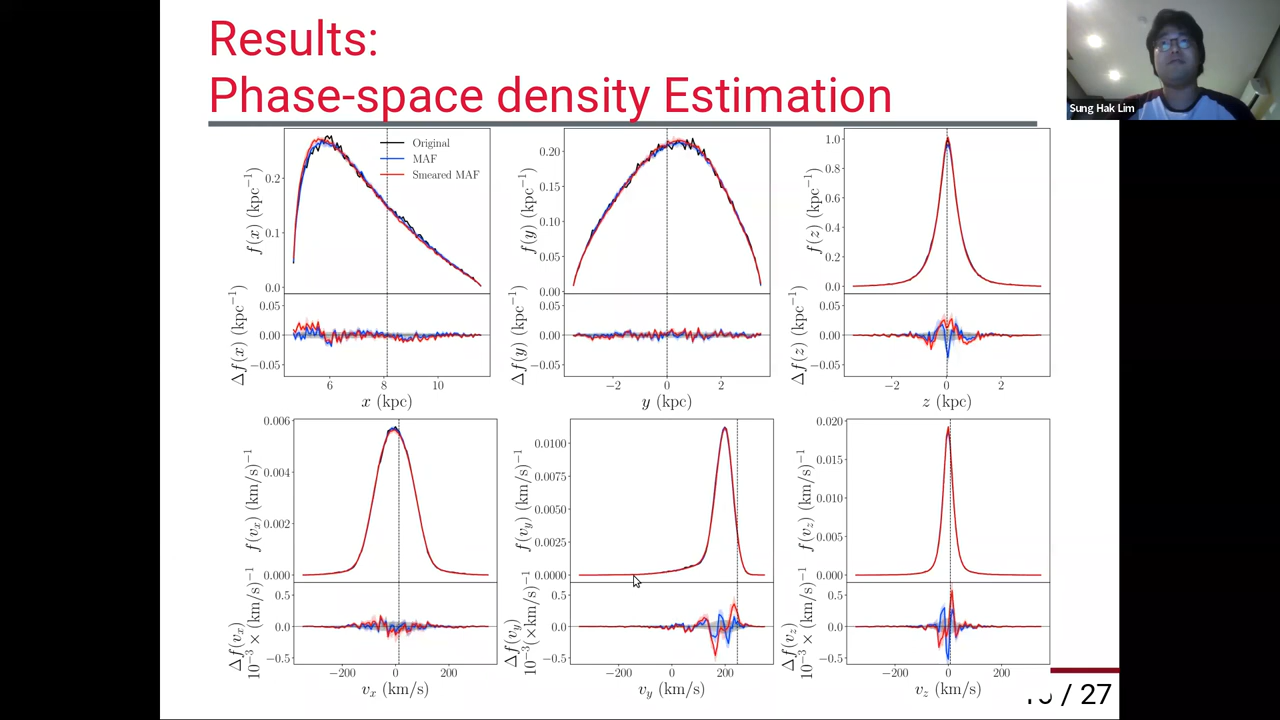 Results:
Phase-space density Estimation
Sung Hak Lim
Original
MAF
Smeared MAF
f(x) (kpc⁻¹)
0.2
0.1
0.0
Δf(x) (kpc⁻¹)
0.05
0.00
−0.05
6 8 10
x (kpc)
f(y) (kpc⁻¹)
0.20
0.15
0.10
0.05
0.00
Δf(y) (kpc⁻¹)
0.05
0.00
−0.05
−2 0 2
y (kpc)
f(z) (kpc⁻¹)
1.0
0.8
0.6
0.4
0.2
0.0
Δf(z) (kpc⁻¹)
0.05
0.00
−0.05
−2 0 2
z (kpc)
f(vₓ) (km/s)⁻¹
0.006
0.004
0.002
0.000
Δf(vₓ)
10⁻³ × (km/s)⁻¹
0.5
0.0
−0.5
−200 0 200
vₓ (km/s)
f(v_y) (km/s)⁻¹
0.0100
0.0075
0.0050
0.0025
0.0000
Δf(v_y)
10⁻³(×km/s)⁻¹
0.5
0.0
−0.5
−200 0 200
v_y (km/s)
f(v_z) (km/s)⁻¹
0.020
0.015
0.010
0.005
0.000
Δf(v_z)
10⁻³ × (km/s)⁻¹
0.5
0.0
−0.5
−200 0 200
v_z (km/s)
/ 27